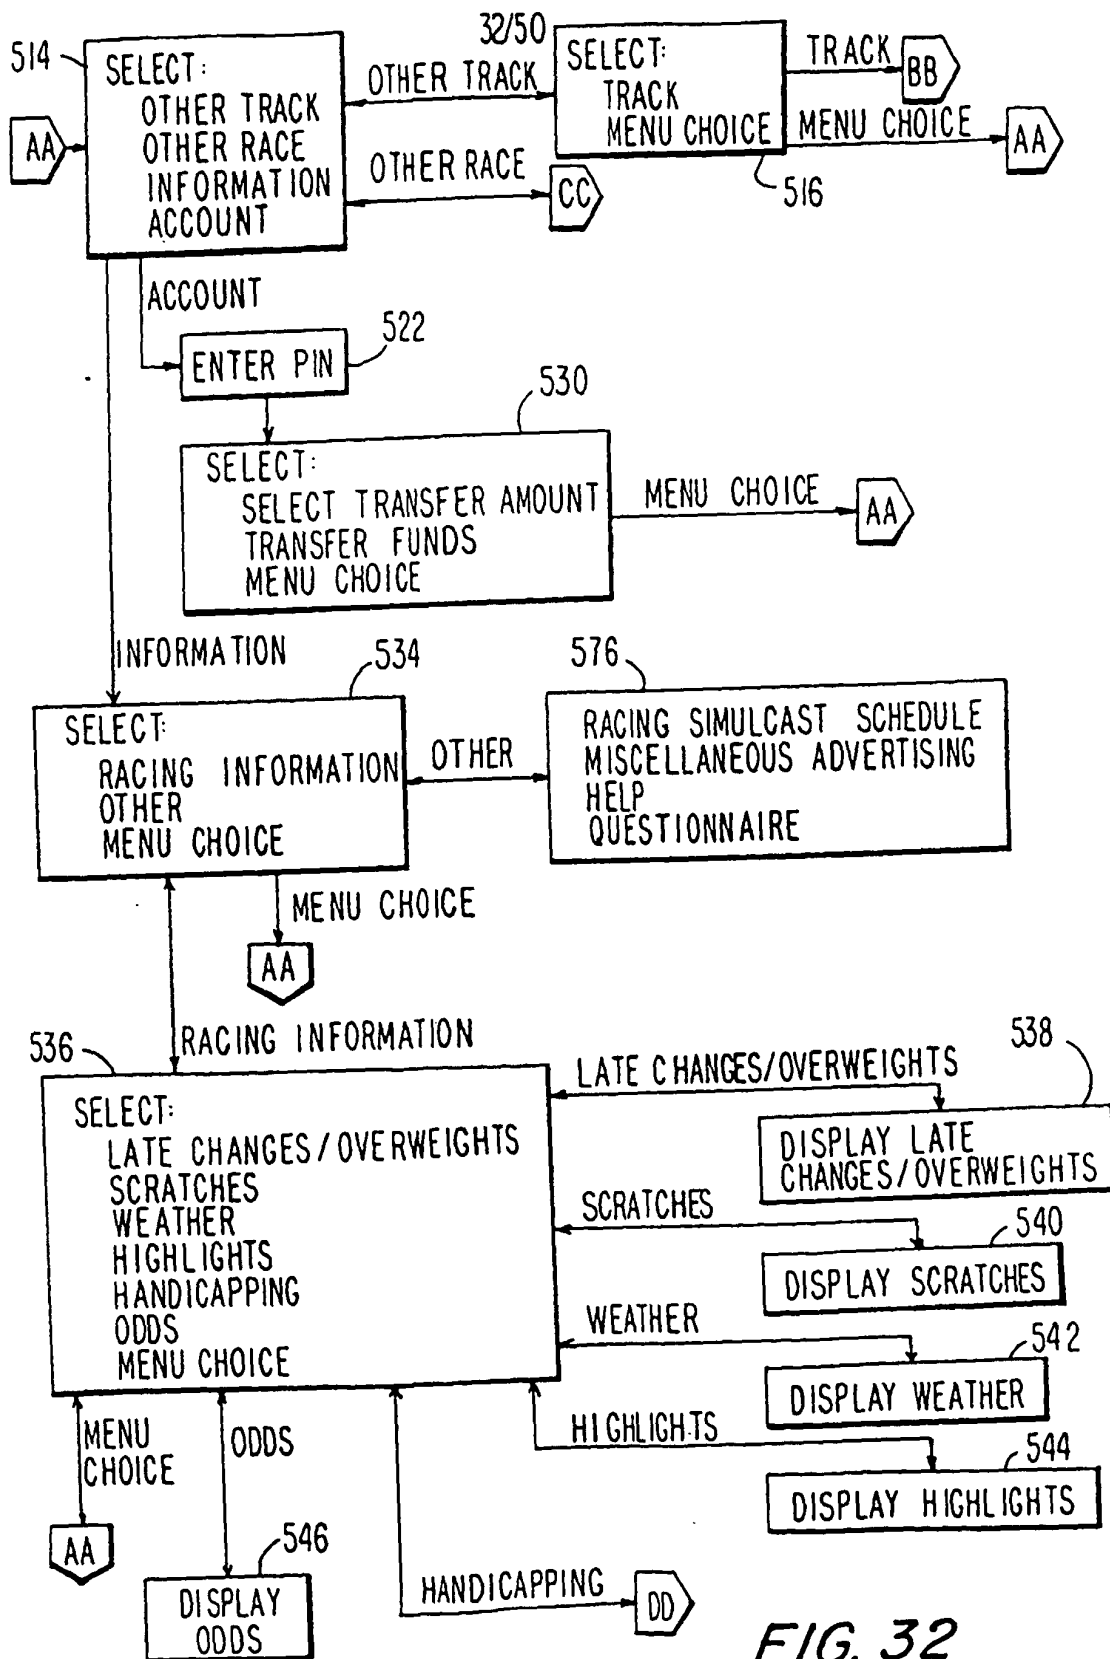 32/50
514
SELECT:
OTHER TRACK
OTHER RACE
INFORMATION
ACCOUNT
AA
OTHER TRACK
SELECT:
TRACK
MENU CHOICE
516
TRACK
BB
MENU CHOICE
AA
OTHER RACE
CC
ACCOUNT
ENTER PIN
522
530
SELECT:
SELECT TRANSFER AMOUNT
TRANSFER FUNDS
MENU CHOICE
MENU CHOICE
AA
INFORMATION
534
SELECT:
RACING INFORMATION
OTHER
MENU CHOICE
OTHER
576
RACING SIMULCAST SCHEDULE
MISCELLANEOUS ADVERTISING
HELP
QUESTIONNAIRE
MENU CHOICE
AA
RACING INFORMATION
536
SELECT:
LATE CHANGES/OVERWEIGHTS
SCRATCHES
WEATHER
HIGHLIGHTS
HANDICAPPING
ODDS
MENU CHOICE
LATE CHANGES/OVERWEIGHTS
538
DISPLAY LATE
CHANGES/OVERWEIGHTS
SCRATCHES
540
DISPLAY SCRATCHES
WEATHER
542
DISPLAY WEATHER
HIGHLIGHTS
544
DISPLAY HIGHLIGHTS
MENU
CHOICE
AA
ODDS
546
DISPLAY
ODDS
HANDICAPPING
DD
FIG. 32